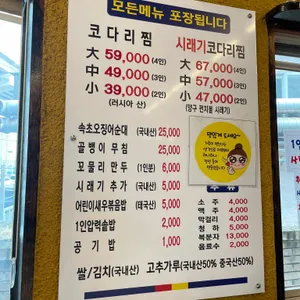 모든메뉴 포장됩니다
코다리찜
大 59,000 (4인)
中 49,000 (3인)
小 39,000 (2인)
(러시아 산)
시래기코다리찜
大 67,000 (4인)
中 57,000 (3인)
小 47,000 (2인)
(양구 펀치볼 시래기)
속초오징어순대 (국내산) 25,000
골뱅이 무침 25,000
꼬물리만두 (1인분) 6,000
시래기 추가 (국내산) 5,000
어린이새우볶음밥 (태국산) 5,000
1인압력솥밥 2,000
공기밥 1,000
주류
소주 4,000
맥주 4,000
막걸리 4,000
청하 5,000
복분자 13,000
음료수 2,000
쌀/김치(국내산) 고추가루(국내산50% 중국산50%)